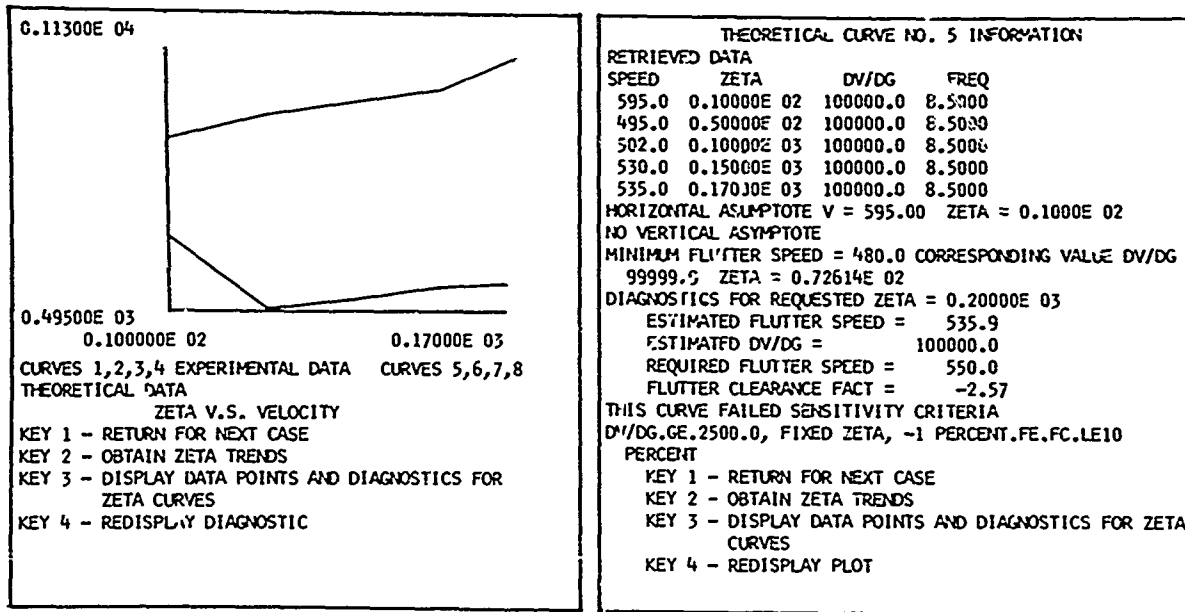 0.11300E 04
0.49500E 03
0.100000E 02 0.17000E 03
CURVES 1,2,3,4 EXPERIMENTAL DATA CURVES 5,6,7,8
THEORETICAL DATA
ZETA V.S. VELOCITY
KEY 1 - RETURN FOR NEXT CASE
KEY 2 - OBTAIN ZETA TRENDS
KEY 3 - DISPLAY DATA POINTS AND DIAGNOSTICS FOR
ZETA CURVES
KEY 4 - REDISPLAY DIAGNOSTIC
THEORETICAL CURVE NO. 5 INFORMATION
RETRIEVED DATA
SPEED ZETA DV/DG FREQ
595.0 0.10000E 02 100000.0 8.5000
495.0 0.50000E 02 100000.0 8.5000
502.0 0.10000E 03 100000.0 8.5000
530.0 0.15000E 03 100000.0 8.5000
535.0 0.17000E 03 100000.0 8.5000
HORIZONTAL ASUMPTOTE V = 595.00 ZETA = 0.1000E 02
NO VERTICAL ASYMPTOTE
MINIMUM FLUTTER SPEED = 480.0 CORRESPONDING VALUE DV/DG
ZETA = 0.72614E 02
DIAGNOSTICS FOR REQUESTED ZETA = 0.20000E 03
ESTIMATED FLUTTER SPEED = 535.9
ESTIMATED DV/DG = 100000.0
REQUIRED FLUTTER SPEED = 550.0
FLUTTER CLEARANCE FACT = -2.57
THIS CURVE FAILED SENSITIVITY CRITERIA
DV/DG.GE.2500.0, FIXED ZETA, -1 PERCENT.FE.FC.LE10
PERCENT
KEY 1 - RETURN FOR NEXT CASE
KEY 2 - OBTAIN ZETA TRENDS
KEY 3 - DISPLAY DATA POINTS AND DIAGNOSTICS FOR ZETA
CURVES
KEY 4 - REDISPLAY PLOT